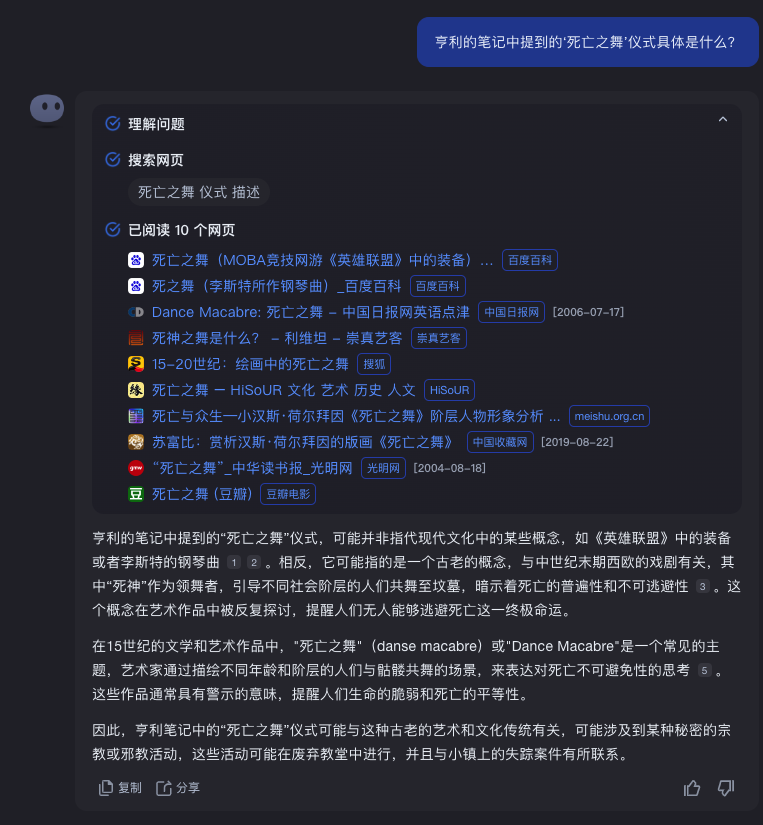 亨利的笔记中提到的‘死亡之舞’仪式具体是什么?
理解问题
搜索网页
死亡之舞 仪式 描述
已阅读 10 个网页
死亡之舞（MOBA竞技网游《英雄联盟》中的装备）... 百度百科
死之舞（李斯特所作钢琴曲）_百度百科 百度百科
Dance Macabre: 死亡之舞 – 中国日报网英语点津 中国日报网 [2006-07-17]
死神之舞是什么？ - 利维坦 - 崇真艺客 崇真艺客
15-20世纪：绘画中的死亡之舞 搜狐
缘 死亡之舞 — HiSoUR 文化 艺术 历史 人文 HiSoUR
死亡与众生—小汉斯·荷尔拜因《死亡之舞》阶层人物形象分析 ... meishu.org.cn
苏富比：赏析汉斯·荷尔拜因的版画《死亡之舞》 中国收藏网 [2019-08-22]
gmw “死亡之舞”_中华读书报_光明网 光明网 [2004-08-18]
豆 死亡之舞 (豆瓣) 豆瓣电影
亨利的笔记中提到的“死亡之舞”仪式，可能并非指代现代文化中的某些概念，如《英雄联盟》中的装备
或者李斯特的钢琴曲 1 2 。相反，它可能指的是一个古老的概念，与中世纪末期西欧的戏剧有关，其
中“死神”作为领舞者，引导不同社会阶层的人们共舞至坟墓，暗示着死亡的普遍性和不可逃避性 3 。这
个概念在艺术作品中被反复探讨，提醒人们无人能够逃避死亡这一终极命运。
在15世纪的文学和艺术作品中，"死亡之舞"（danse macabre）或"Dance Macabre"是一个常见的主
题，艺术家通过描绘不同年龄和阶层的人们与骷髅共舞的场景，来表达对死亡不可避免性的思考 5 。
这些作品通常具有警示的意味，提醒人们生命的脆弱和死亡的平等性。
因此，亨利笔记中的“死亡之舞”仪式可能与这种古老的艺术和文化传统有关，可能涉及到某种秘密的宗
教或邪教活动，这些活动可能在废弃教堂中进行，并且与小镇上的失踪案件有所联系。
复制 分享